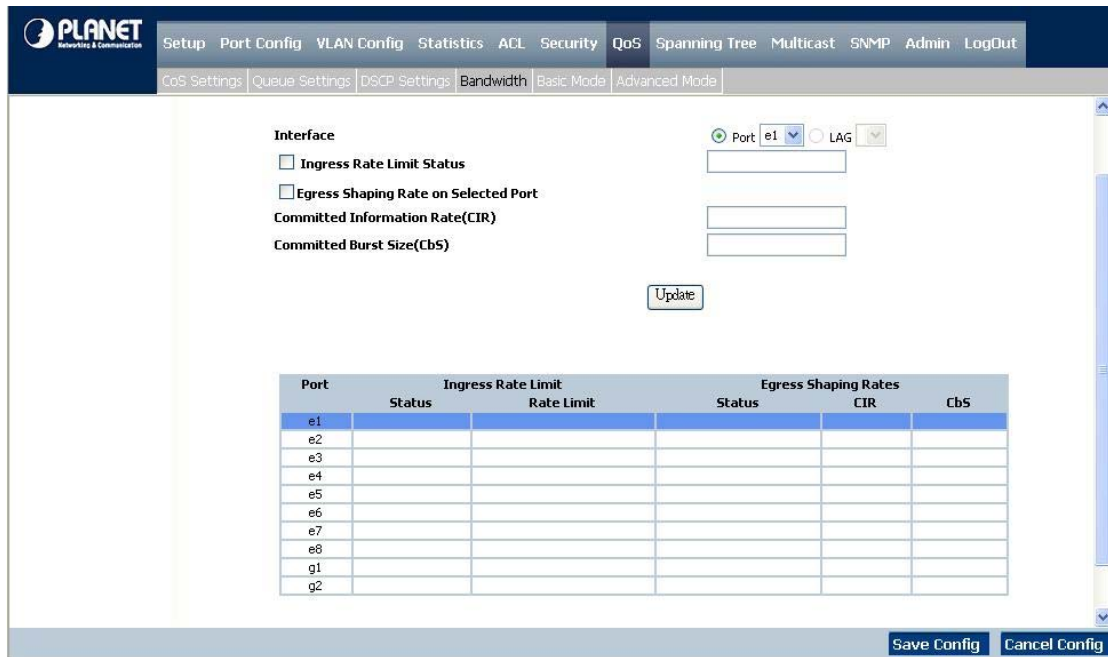 PLANET
Networking & Communication
Setup Port Config VLAN Config Statistics ACL Security QoS Spanning Tree Multicast SNMP Admin LogOut
CoS Settings Queue Settings DSCP Settings Bandwidth Basic Mode Advanced Mode
Interface Port e1 LAG
Ingress Rate Limit Status
Egress Shaping Rate on Selected Port
Committed Information Rate(CIR)
Committed Burst Size(CbS)
Update
Port Ingress Rate Limit Egress Shaping Rates
Status Rate Limit Status CIR CbS
e1
e2
e3
e4
e5
e6
e7
e8
g1
g2
Save Config Cancel Config